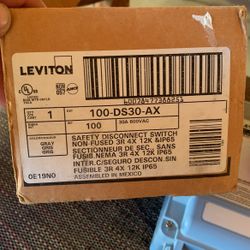 LEVITON
1
100-DS30-AX
100
30A 600VAC
GRAY
GRIS
GRIS
SAFETY DISCONNECT SWITCH
NON-FUSED 3R 4X 12K &IP65
SECTIONNEUR DE SEC., SANS
FUSIB.NEMA 3R 4X 12K IP65
INTER.C/SEGURO DESCON.SIN
FUSIBLE 3R 4X 12K IP65
ASSEMBLED IN MEXICO
0E19N0